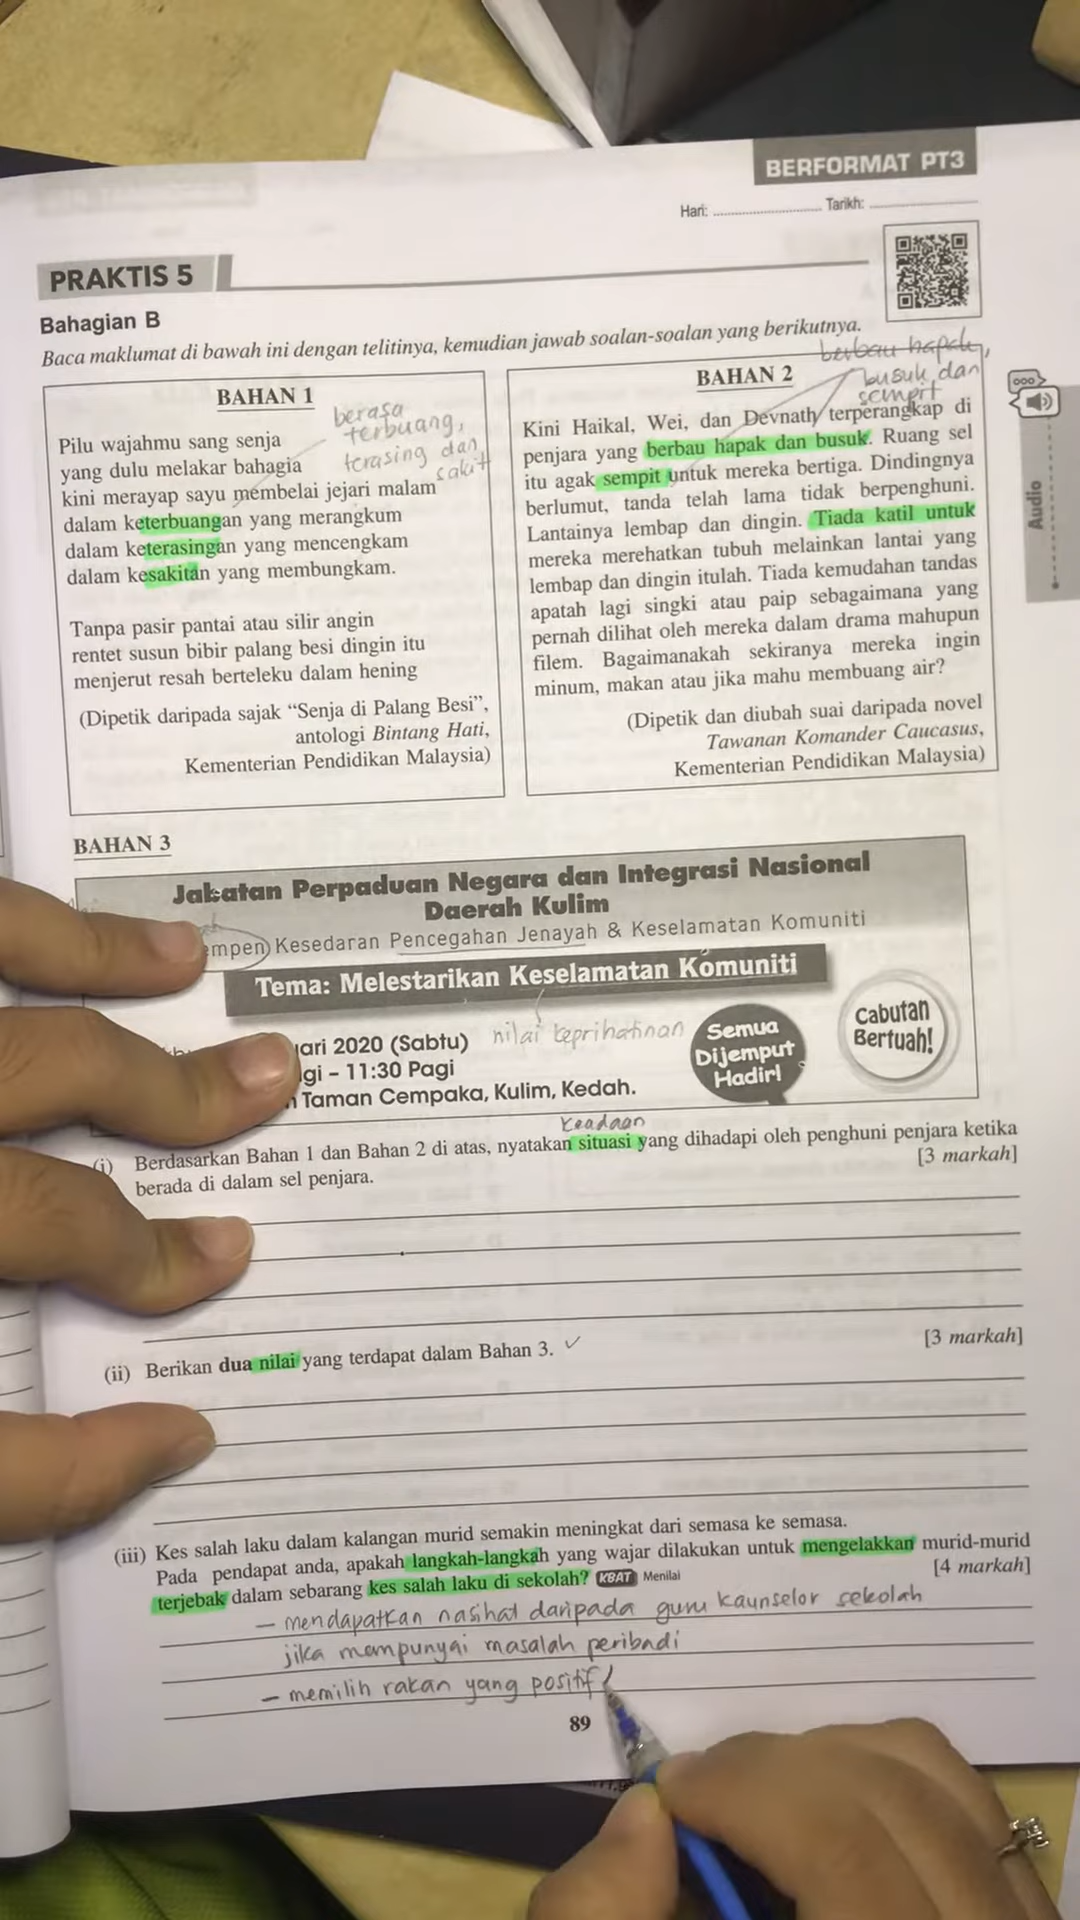 BERFORMAT PT3
Hari: Tarikh:
PRAKTIS 5
Bahagian B
Baca maklumat di bawah ini dengan telitinya, kemudian jawab soalan-soalan yang berikutnya.
BAHAN 1
berasa
terbuang,
terasing dan
sakit
Pilu wajahmu sang senja
yang dulu melakar bahagia
kini merayap sayu membelai jejari malam
dalam keterbuangan yang merangkum
dalam keterasingan yang mencengkam
dalam kesakitan yang membungkam.
Tanpa pasir pantai atau silir angin
rentet susun bibir palang besi dingin itu
menjerut resah berteleku dalam hening
(Dipetik daripada sajak “Senja di Palang Besi”,
antologi Bintang Hati,
Kementerian Pendidikan Malaysia)
berbau hapak,
busuk dan
sempit
BAHAN 2
Kini Haikal, Wei, dan Devnath terperangkap di
penjara yang berbau hapak dan busuk. Ruang sel
itu agak sempit untuk mereka bertiga. Dindingnya
berlumut, tanda telah lama tidak berpenghuni.
Lantainya lembap dan dingin. Tiada katil untuk
mereka merehatkan tubuh melainkan lantai yang
lembap dan dingin itulah. Tiada kemudahan tandas
apatah lagi singki atau paip sebagaimana yang
pernah dilihat oleh mereka dalam drama mahupun
filem. Bagaimanakah sekiranya mereka ingin
minum, makan atau jika mahu membuang air?
(Dipetik dan diubah suai daripada novel
Tawanan Komander Caucasus,
Kementerian Pendidikan Malaysia)
Audio
BAHAN 3
Jabatan Perpaduan Negara dan Integrasi Nasional
Daerah Kulim
empen Kesedaran Pencegahan Jenayah & Keselamatan Komuniti
Tema: Melestarikan Keselamatan Komuniti
nilai keprihatinan
uari 2020 (Sabtu)
gi – 11:30 Pagi
Taman Cempaka, Kulim, Kedah.
Semua
Dijemput
Hadir!
Cabutan
Bertuah!
keadaan
(i) Berdasarkan Bahan 1 dan Bahan 2 di atas, nyatakan situasi yang dihadapi oleh penghuni penjara ketika
berada di dalam sel penjara. [3 markah]
(ii) Berikan dua nilai yang terdapat dalam Bahan 3. ✓ [3 markah]
(iii) Kes salah laku dalam kalangan murid semakin meningkat dari semasa ke semasa.
Pada pendapat anda, apakah langkah-langkah yang wajar dilakukan untuk mengelakkan murid-murid
terjebak dalam sebarang kes salah laku di sekolah? KBAT Menilai [4 markah]
– mendapatkan nasihat daripada guru kaunselor sekolah
jika mempunyai masalah peribadi
– memilih rakan yang positif
89